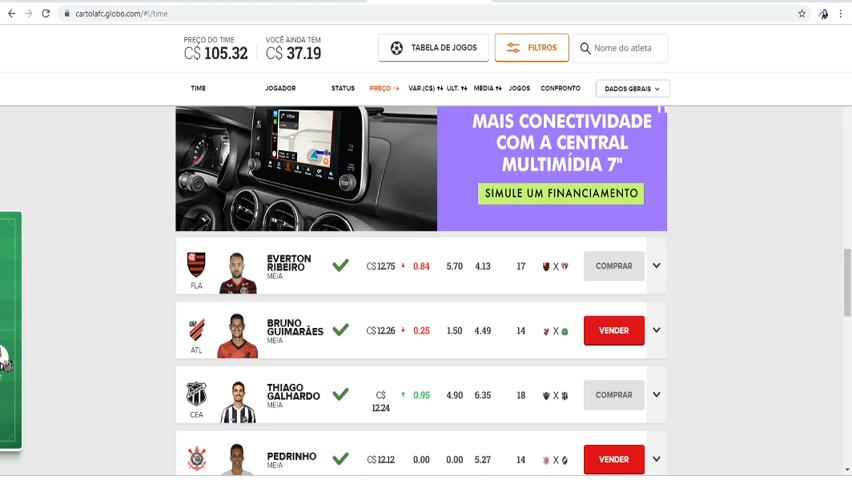 cartolafc.globo.com/#!/time
PREÇO DO TIME
C$ 105.32
VOCÊ AINDA TEM
C$ 37.19
TABELA DE JOGOS
FILTROS
Nome do atleta
TIME JOGADOR STATUS PREÇO VAR.(C$) ULT. MÉDIA JOGOS CONFRONTO DADOS GERAIS
MAIS CONECTIVIDADE
COM A CENTRAL
MULTIMÍDIA 7"
SIMULE UM FINANCIAMENTO
FLA
EVERTON
RIBEIRO
MEIA
C$ 12.75 0.84 5.70 4.13 17 X COMPRAR
ATL
BRUNO
GUIMARÃES
MEIA
C$ 12.26 0.25 1.50 4.49 14 X VENDER
CEA
THIAGO
GALHARDO
MEIA
C$
12.24
0.95 4.90 6.35 18 X COMPRAR
PEDRINHO
MEIA
C$ 12.12 0.00 0.00 5.27 14 X VENDER